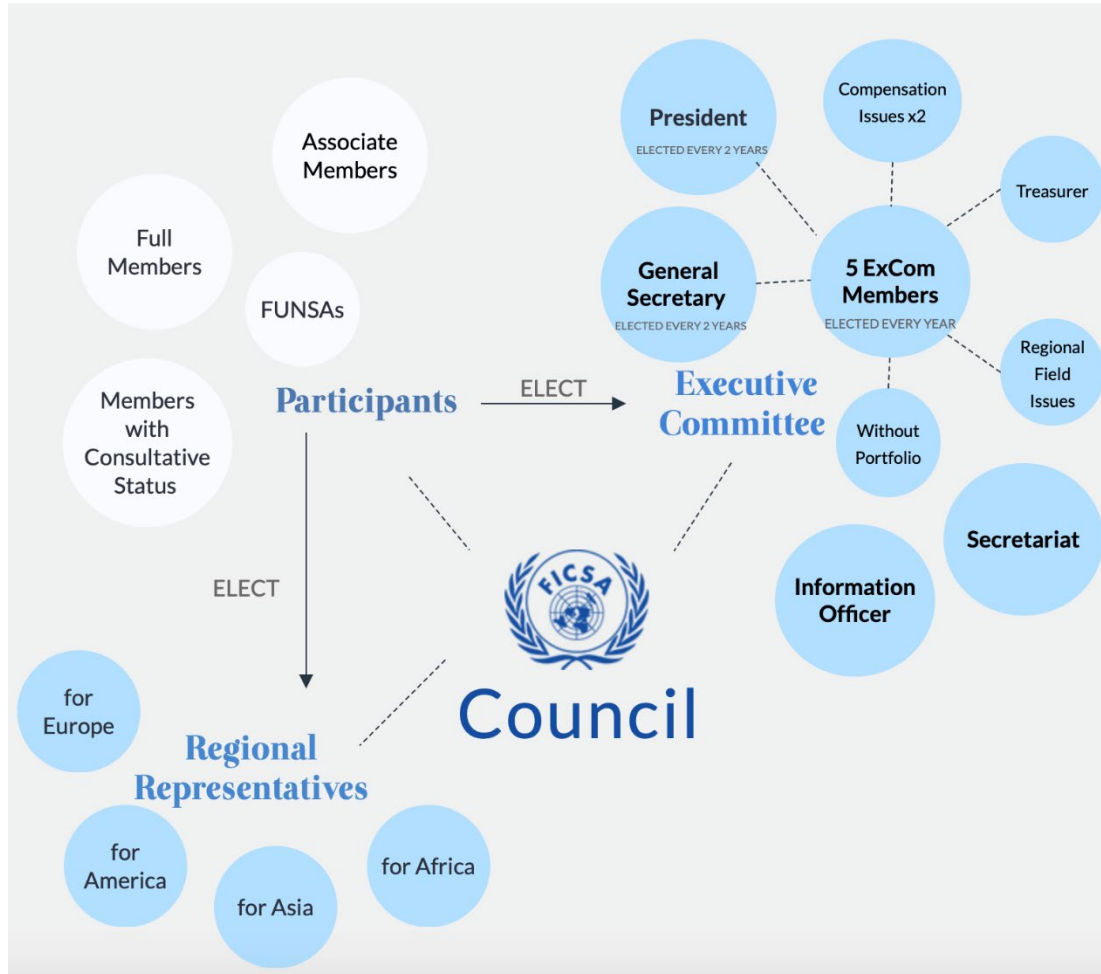 Associate
Members
Full
Members
FUNSAs
Members
with
Consultative
Status
Participants
ELECT
ELECT
President
ELECTED EVERY 2 YEARS
Compensation
Issues x2
Treasurer
General
Secretary
ELECTED EVERY 2 YEARS
5 ExCom
Members
ELECTED EVERY YEAR
Regional
Field
Issues
Without
Portfolio
Executive
Committee
Secretariat
Information
Officer
FICSA
Council
Regional
Representatives
for
Europe
for
America
for Asia
for Africa